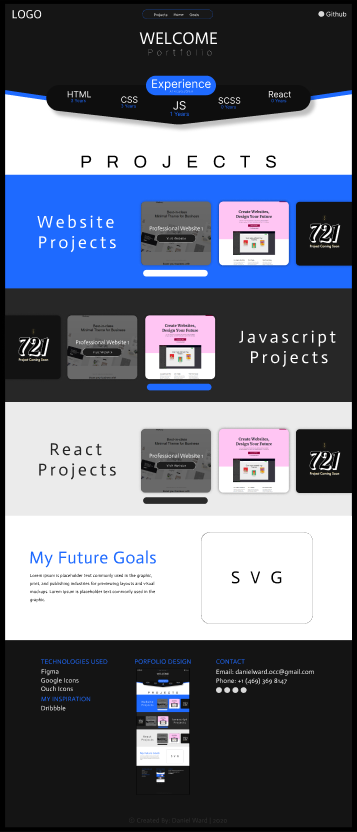 LOGO
Projects Home Goals
Github
WELCOME
Portfolio
Experience
HTML
3 Years
CSS
3 Years
JS
1 Years
SCSS
React
0 Years
PROJECTS
Website
Projects
Professional Website 1
Visit Website
Create Websites,
Design Your Future
721
Project Coming Soon
721
Project Coming Soon
Professional Website 1
Visit Website
Create Websites,
Design Your Future
Javascript
Projects
React
Projects
Professional Website 1
Visit Website
Create Websites,
Design Your Future
721
Project Coming Soon
My Future Goals
Lorem ipsum is placeholder text commonly used in the graphic,
print, and publishing industries for previewing layouts and visual
mockups. Lorem ipsum is placeholder text commonly used in the
graphic.
SVG
TECHNOLOGIES USED
Figma
Google Icons
Ouch Icons
MY INSPIRATION
Dribbble
PORFOLIO DESIGN
PROJECTS
CONTACT
Email: danielward.occ@gmail.com
Phone: +1 (469) 369 8147
© Created By: Daniel Ward |